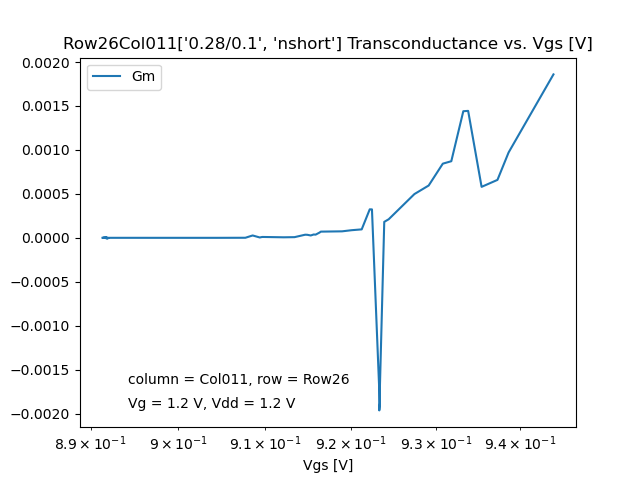 Row26Col011['0.28/0.1', 'nshort'] Transconductance vs. Vgs [V]
Gm
0.0020
0.0015
0.0010
0.0005
0.0000
−0.0005
−0.0010
−0.0015
−0.0020
column = Col011, row = Row26
Vg = 1.2 V, Vdd = 1.2 V
8.9 × 10⁻¹ 9 × 10⁻¹ 9.1 × 10⁻¹ 9.2 × 10⁻¹ 9.3 × 10⁻¹ 9.4 × 10⁻¹
Vgs [V]